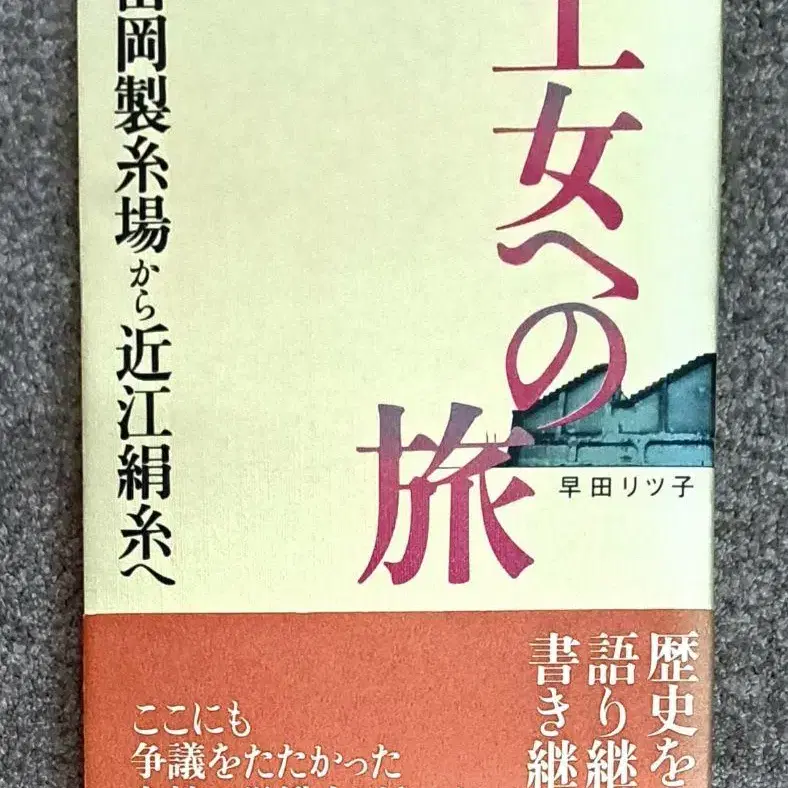 工女への
旅
早田リツ子
富岡製糸場から近江絹糸へ
歴史を
語り継
書き継
ここにも
争議をたたかった